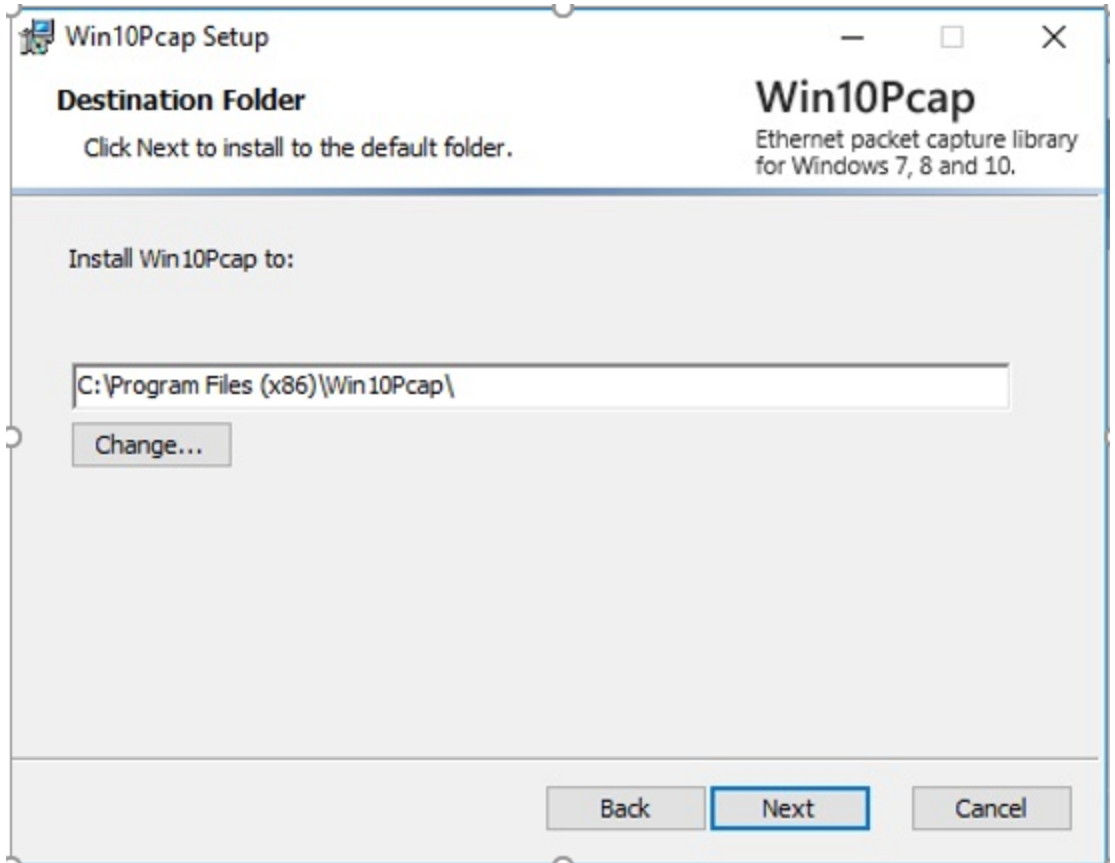 Win10Pcap Setup
Destination Folder
Click Next to install to the default folder.
Win10Pcap
Ethernet packet capture library
for Windows 7, 8 and 10.
Install Win10Pcap to:
C:\Program Files (x86)\Win10Pcap\
Change...
Back Next Cancel